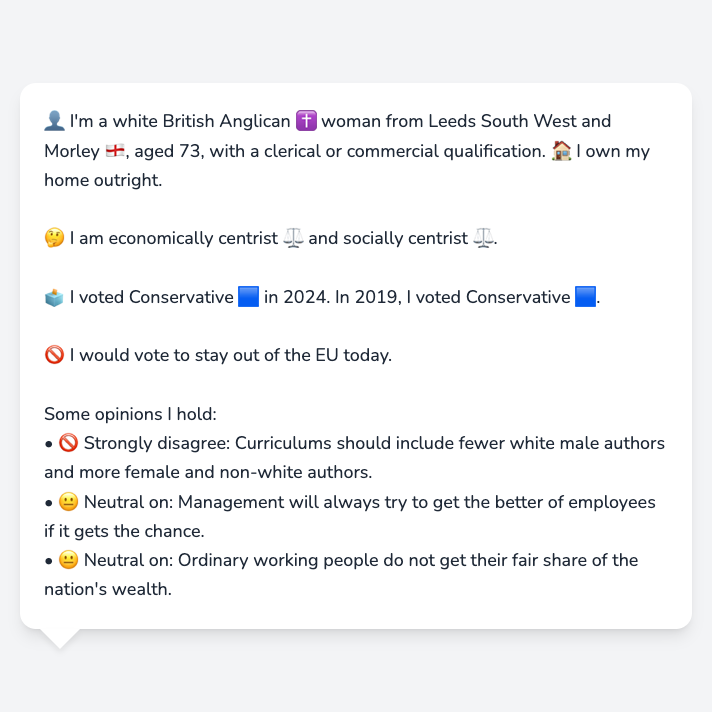 👤 I'm a white British Anglican ✝️ woman from Leeds South West and
Morley 🏴󠁧󠁢󠁥󠁮󠁧󠁿, aged 73, with a clerical or commercial qualification. 🏠 I own my
home outright.
🤔 I am economically centrist ⚖️ and socially centrist ⚖️.
🗳️ I voted Conservative 🟦 in 2024. In 2019, I voted Conservative 🟦.
🚫 I would vote to stay out of the EU today.
Some opinions I hold:
• 🚫 Strongly disagree: Curriculums should include fewer white male authors
and more female and non-white authors.
• 😐 Neutral on: Management will always try to get the better of employees
if it gets the chance.
• 😐 Neutral on: Ordinary working people do not get their fair share of the
nation's wealth.